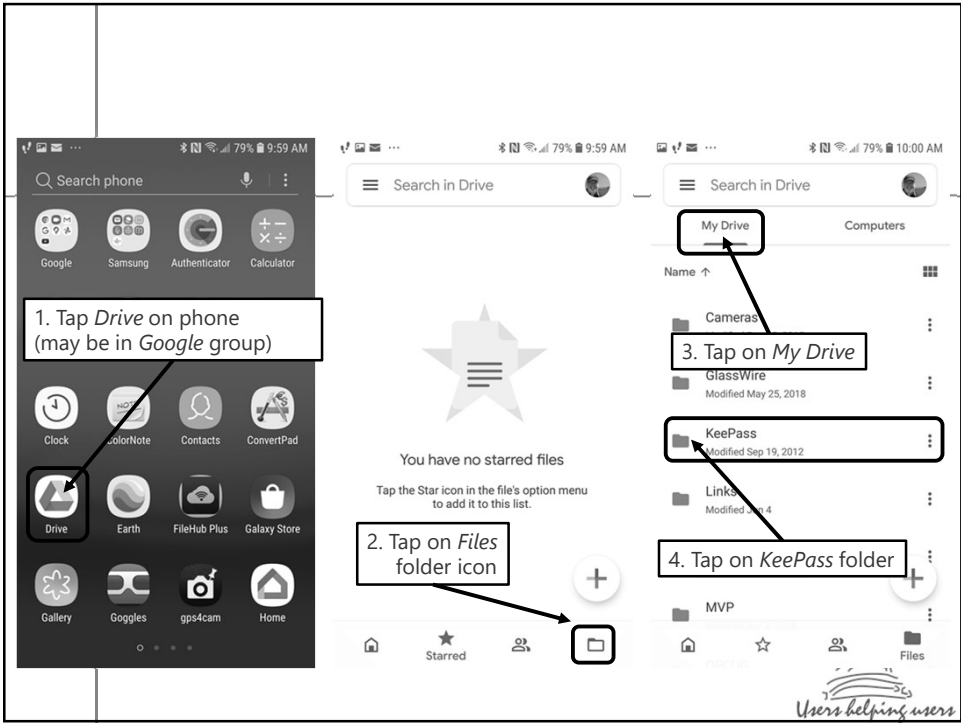 79% 9:59 AM
Search phone
Google
Samsung
Authenticator
Calculator
1. Tap Drive on phone
(may be in Google group)
Clock
ColorNote
Contacts
ConvertPad
Drive
Earth
FileHub Plus
Galaxy Store
Gallery
Goggles
gps4cam
Home
79% 9:59 AM
Search in Drive
You have no starred files
Tap the Star icon in the file's option menu
to add it to this list.
2. Tap on Files
folder icon
Starred
79% 10:00 AM
Search in Drive
My Drive
Computers
Name
Cameras
3. Tap on My Drive
GlassWire
Modified May 25, 2018
KeePass
Modified Sep 19, 2012
Links
Modified Jan 4
4. Tap on KeePass folder
MVP
Files
Users helping users